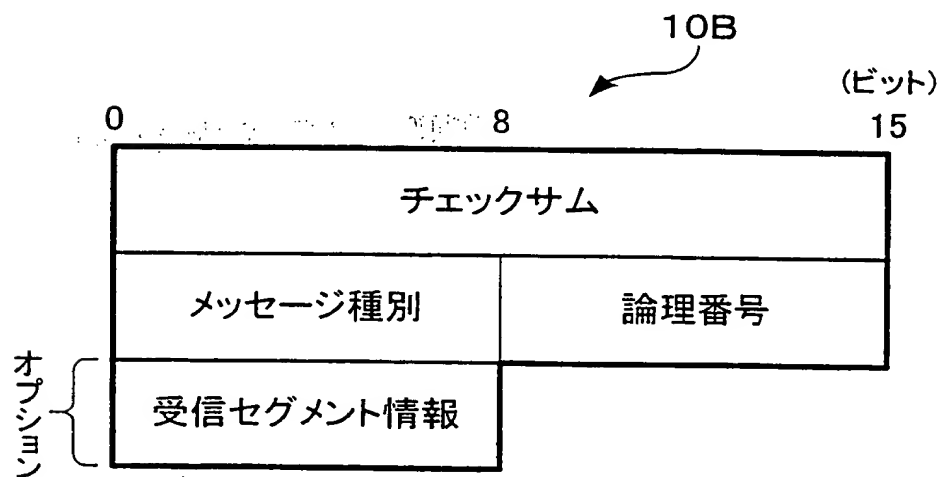 10B
(ビット)
0 8 15
チェックサム
メッセージ種別 論理番号
オプション
受信セグメント情報